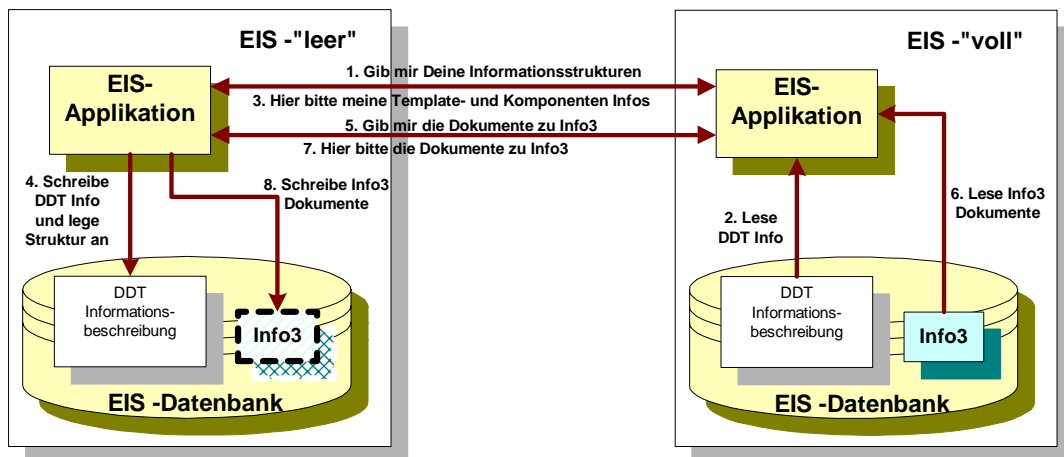 EIS -"leer"
EIS -"voll"
EIS-
Applikation
1. Gib mir Deine Informationsstrukturen
3. Hier bitte meine Template- und Komponenten Infos
5. Gib mir die Dokumente zu Info3
7. Hier bitte die Dokumente zu Info3
EIS-
Applikation
4. Schreibe
DDT Info
und lege
Struktur an
8. Schreibe Info3
Dokumente
2. Lese
DDT Info
6. Lese Info3
Dokumente
DDT
Informations-
beschreibung
Info3
EIS -Datenbank
DDT
Informations-
beschreibung
Info3
EIS -Datenbank